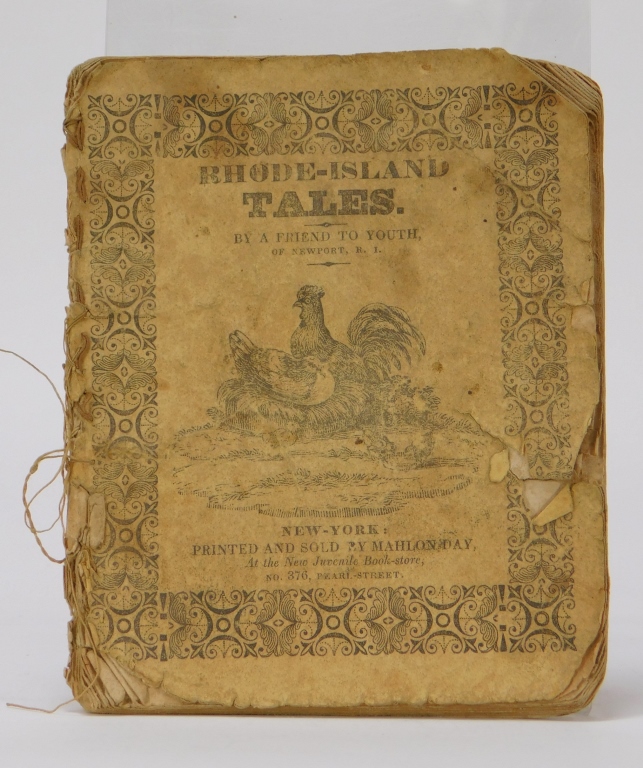 RHODE-ISLAND
TALES.
BY A FRIEND TO YOUTH,
OF NEWPORT, R. I.
NEW-YORK:
PRINTED AND SOLD BY MAHLON DAY,
At the New Juvenile Book-store,
NO. 376, PEARL-STREET.